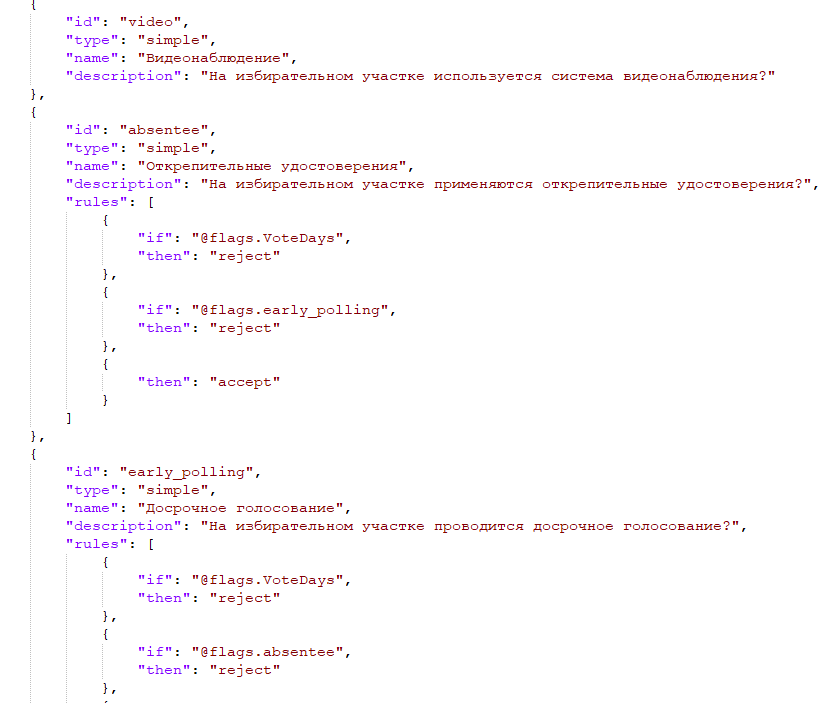 {
"id": "video",
"type": "simple",
"name": "Видеонаблюдение",
"description": "На избирательном участке используется система видеонаблюдения?"
},
{
"id": "absentee",
"type": "simple",
"name": "Открепительные удостоверения",
"description": "На избирательном участке применяются открепительные удостоверения?",
"rules": [
{
"if": "@flags.VoteDays",
"then": "reject"
},
{
"if": "@flags.early_polling",
"then": "reject"
},
{
"then": "accept"
}
]
},
{
"id": "early_polling",
"type": "simple",
"name": "Досрочное голосование",
"description": "На избирательном участке проводится досрочное голосование?",
"rules": [
{
"if": "@flags.VoteDays",
"then": "reject"
},
{
"if": "@flags.absentee",
"then": "reject"
},